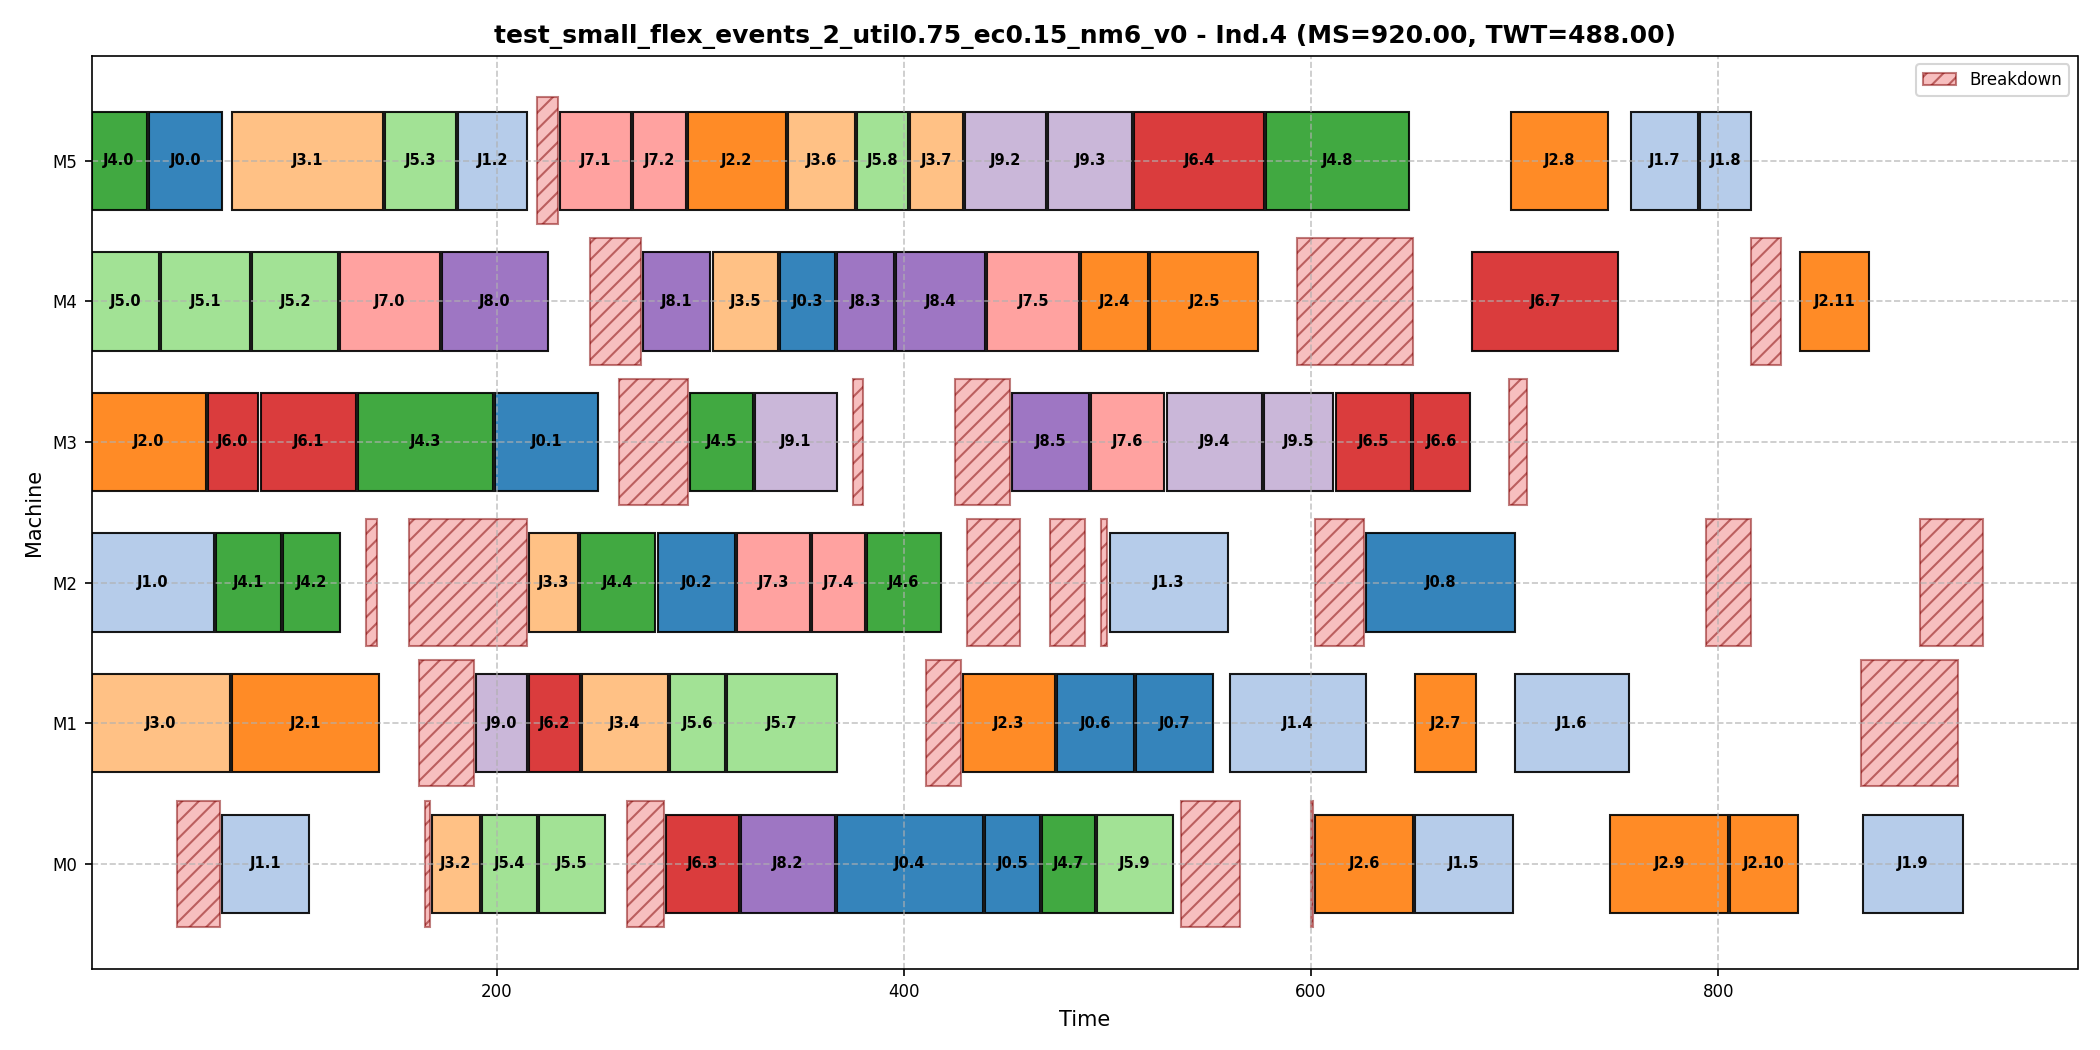 test_small_flex_events_2_util0.75_ec0.15_nm6_v0 - Ind.4 (MS=920.00, TWT=488.00)
Breakdown
M5
J4.0 J0.0 J3.1 J5.3 J1.2 J7.1 J7.2 J2.2 J3.6 J5.8 J3.7 J9.2 J9.3 J6.4 J4.8 J2.8 J1.7 J1.8
M4
J5.0 J5.1 J5.2 J7.0 J8.0 J8.1 J3.5 J0.3 J8.3 J8.4 J7.5 J2.4 J2.5 J6.7 J2.11
M3
J2.0 J6.0 J6.1 J4.3 J0.1 J4.5 J9.1 J8.5 J7.6 J9.4 J9.5 J6.5 J6.6
M2
J1.0 J4.1 J4.2 J3.3 J4.4 J0.2 J7.3 J7.4 J4.6 J1.3 J0.8
M1
J3.0 J2.1 J9.0 J6.2 J3.4 J5.6 J5.7 J2.3 J0.6 J0.7 J1.4 J2.7 J1.6
M0
J1.1 J3.2 J5.4 J5.5 J6.3 J8.2 J0.4 J0.5 J4.7 J5.9 J2.6 J1.5 J2.9 J2.10 J1.9
Machine
200 400 600 800
Time